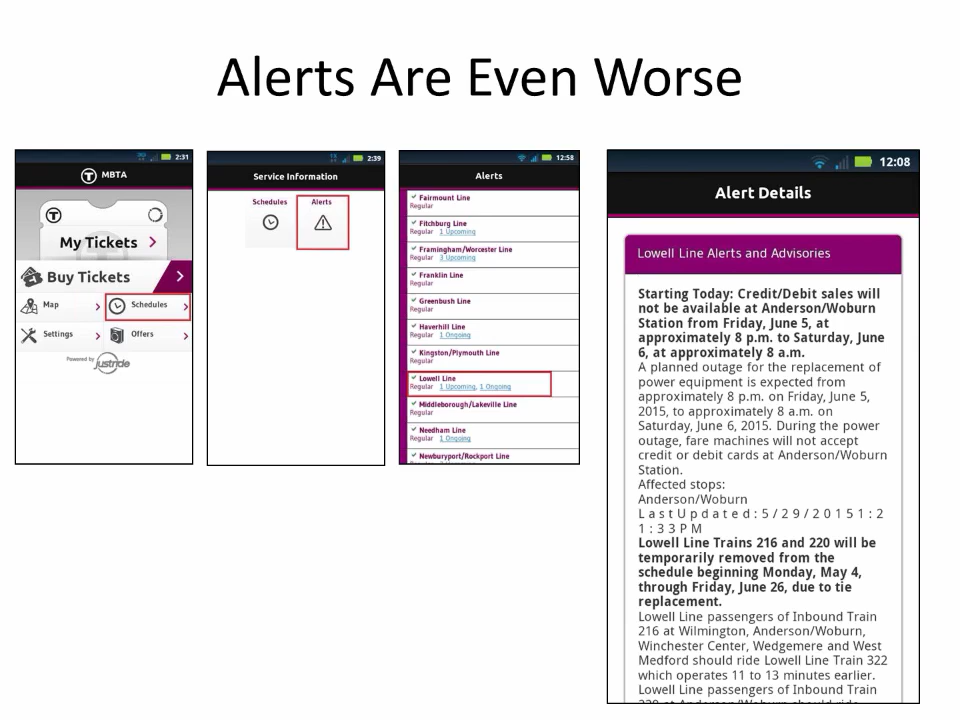 Alerts Are Even Worse
2:31
MBTA
My Tickets
Buy Tickets
Map
Schedules
Settings
Offers
Powered by justride
2:39
Service Information
Schedules
Alerts
12:58
Alerts
Fairmount Line
Regular
Fitchburg Line
Regular 1 Upcoming
Framingham/Worcester Line
Regular 3 Upcoming
Franklin Line
Regular
Greenbush Line
Regular
Haverhill Line
Regular 1 Ongoing
Kingston/Plymouth Line
Regular
Lowell Line
Regular 1 Upcoming, 1 Ongoing
Middleborough/Lakeville Line
Regular
Needham Line
Regular 1 Ongoing
Newburyport/Rockport Line
12:08
Alert Details
Lowell Line Alerts and Advisories
Starting Today: Credit/Debit sales will
not be available at Anderson/Woburn
Station from Friday, June 5, at
approximately 8 p.m. to Saturday, June
6, at approximately 8 a.m.
A planned outage for the replacement of
power equipment is expected from
approximately 8 p.m. on Friday, June 5,
2015, to approximately 8 a.m. on
Saturday, June 6, 2015. During the power
outage, fare machines will not accept
credit or debit cards at Anderson/Woburn
Station.
Affected stops:
Anderson/Woburn
L a s t U p d a t e d : 5 / 2 9 / 2 0 1 5 1 : 2
1 : 3 3 P M
Lowell Line Trains 216 and 220 will be
temporarily removed from the
schedule beginning Monday, May 4,
through Friday, June 26, due to tie
replacement.
Lowell Line passengers of Inbound Train
216 at Wilmington, Anderson/Woburn,
Winchester Center, Wedgemere and West
Medford should ride Lowell Line Train 322
which operates 11 to 13 minutes earlier.
Lowell Line passengers of Inbound Train